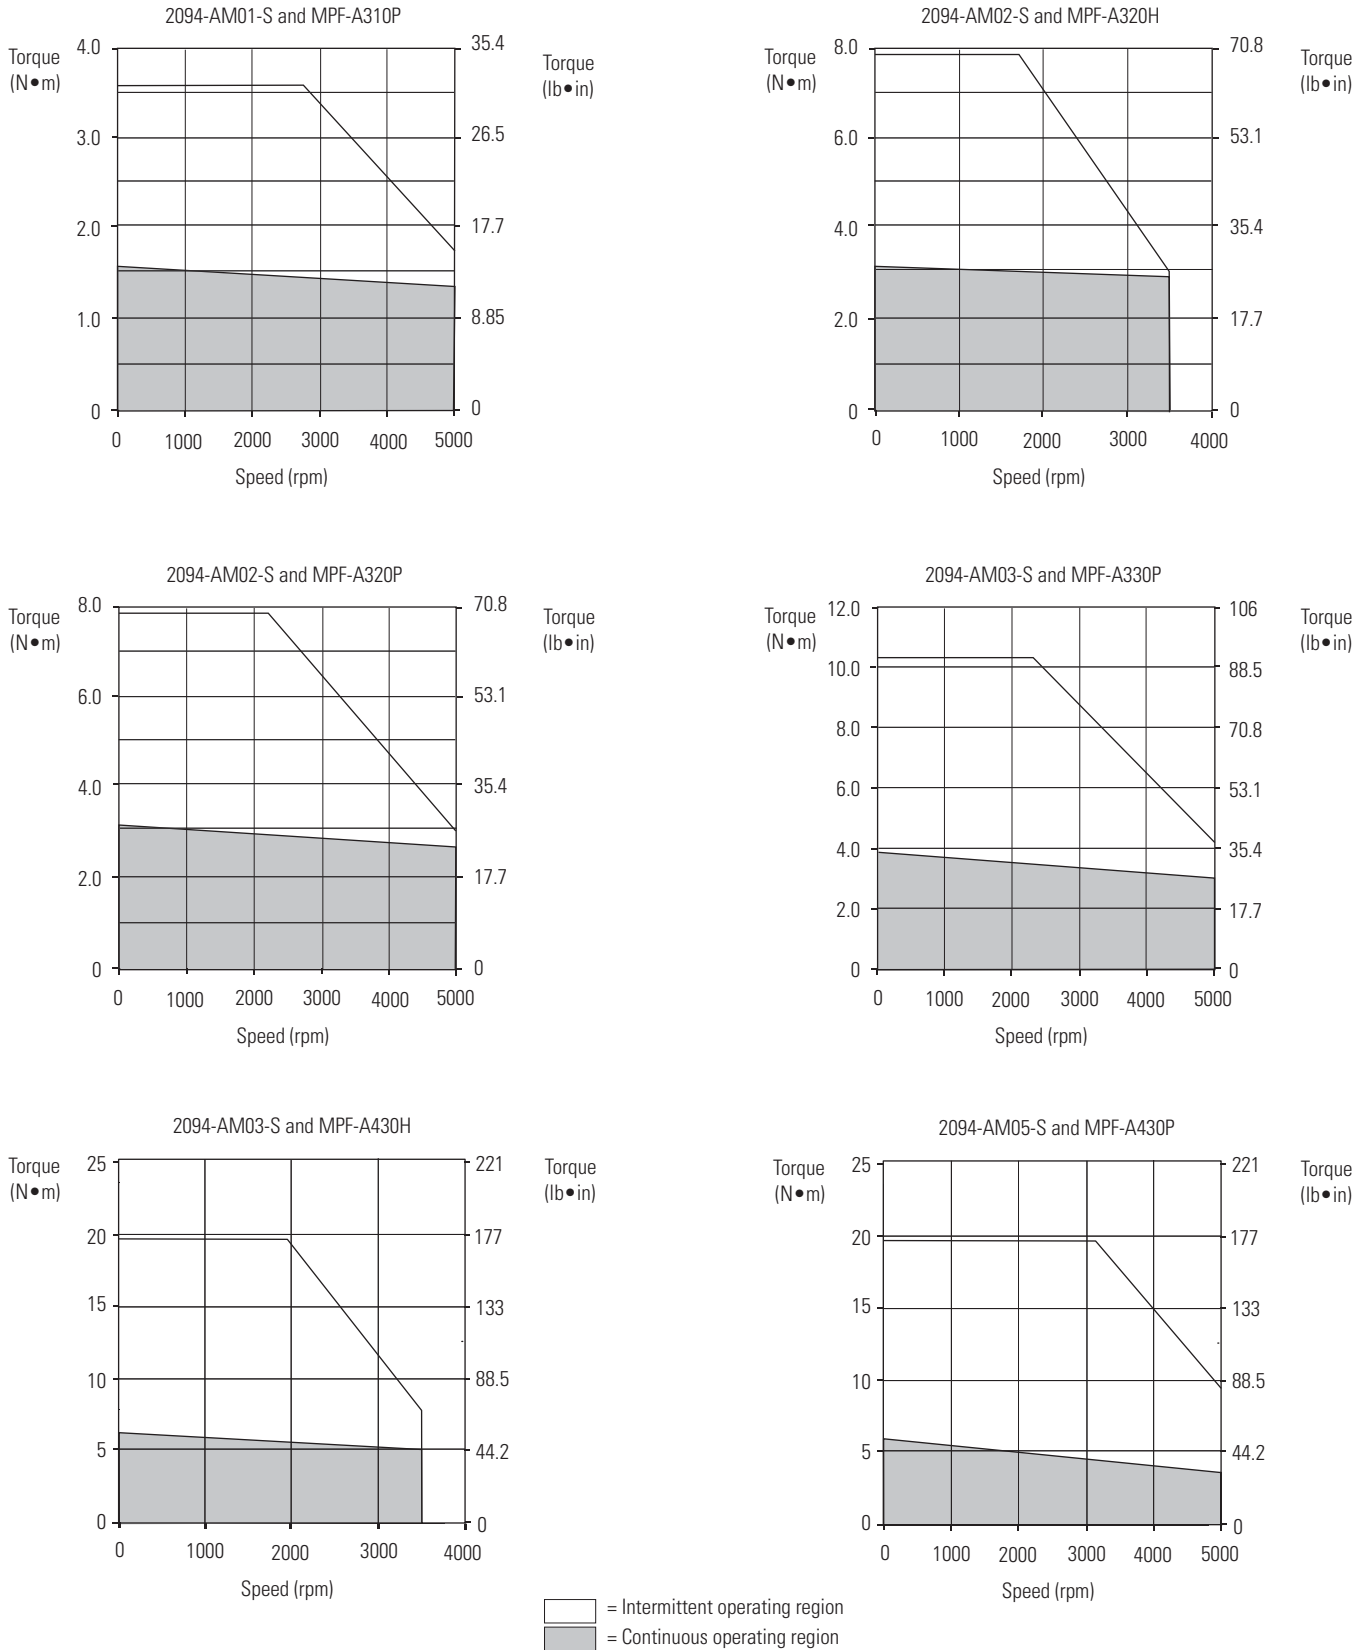 2094-AM01-S and MPF-A310P
Torque
(N•m)
4.0
3.0
2.0
1.0
0
35.4
26.5
17.7
8.85
0
Torque
(lb•in)
0 1000 2000 3000 4000 5000
Speed (rpm)
2094-AM02-S and MPF-A320H
Torque
(N•m)
8.0
6.0
4.0
2.0
0
70.8
53.1
35.4
17.7
0
Torque
(lb•in)
0 1000 2000 3000 4000
Speed (rpm)
2094-AM02-S and MPF-A320P
Torque
(N•m)
8.0
6.0
4.0
2.0
0
70.8
53.1
35.4
17.7
0
Torque
(lb•in)
0 1000 2000 3000 4000 5000
Speed (rpm)
2094-AM03-S and MPF-A330P
Torque
(N•m)
12.0
10.0
8.0
6.0
4.0
2.0
0
106
88.5
70.8
53.1
35.4
17.7
0
Torque
(lb•in)
0 1000 2000 3000 4000 5000
Speed (rpm)
2094-AM03-S and MPF-A430H
Torque
(N•m)
25
20
15
10
5
0
221
177
133
88.5
44.2
0
Torque
(lb•in)
0 1000 2000 3000 4000
Speed (rpm)
2094-AM05-S and MPF-A430P
Torque
(N•m)
25
20
15
10
5
0
221
177
133
88.5
44.2
0
Torque
(lb•in)
0 1000 2000 3000 4000 5000
Speed (rpm)
= Intermittent operating region
= Continuous operating region